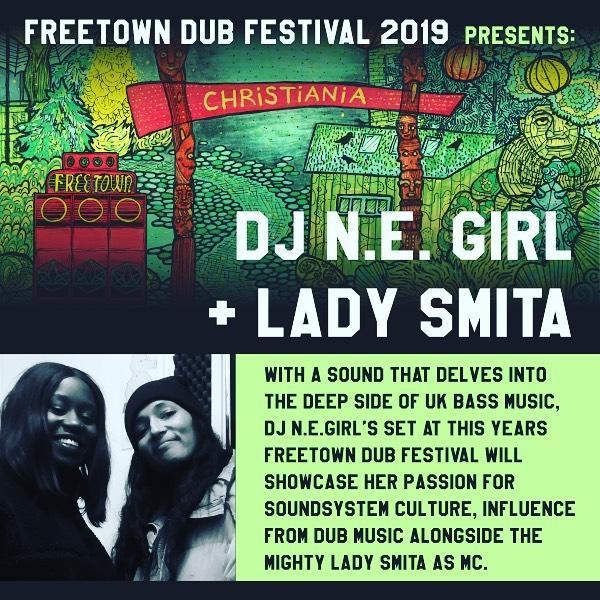 FREETOWN DUB FESTIVAL 2019 PRESENTS:
CHRiSTiANiA
FREETOWN
DJ N.E. GIRL
+ LADY SMITA
WITH A SOUND THAT DELVES INTO
THE DEEP SIDE OF UK BASS MUSIC,
DJ N.E.GIRL'S SET AT THIS YEARS
FREETOWN DUB FESTIVAL WILL
SHOWCASE HER PASSION FOR
SOUNDSYSTEM CULTURE, INFLUENCE
FROM DUB MUSIC ALONGSIDE THE
MIGHTY LADY SMITA AS MC.